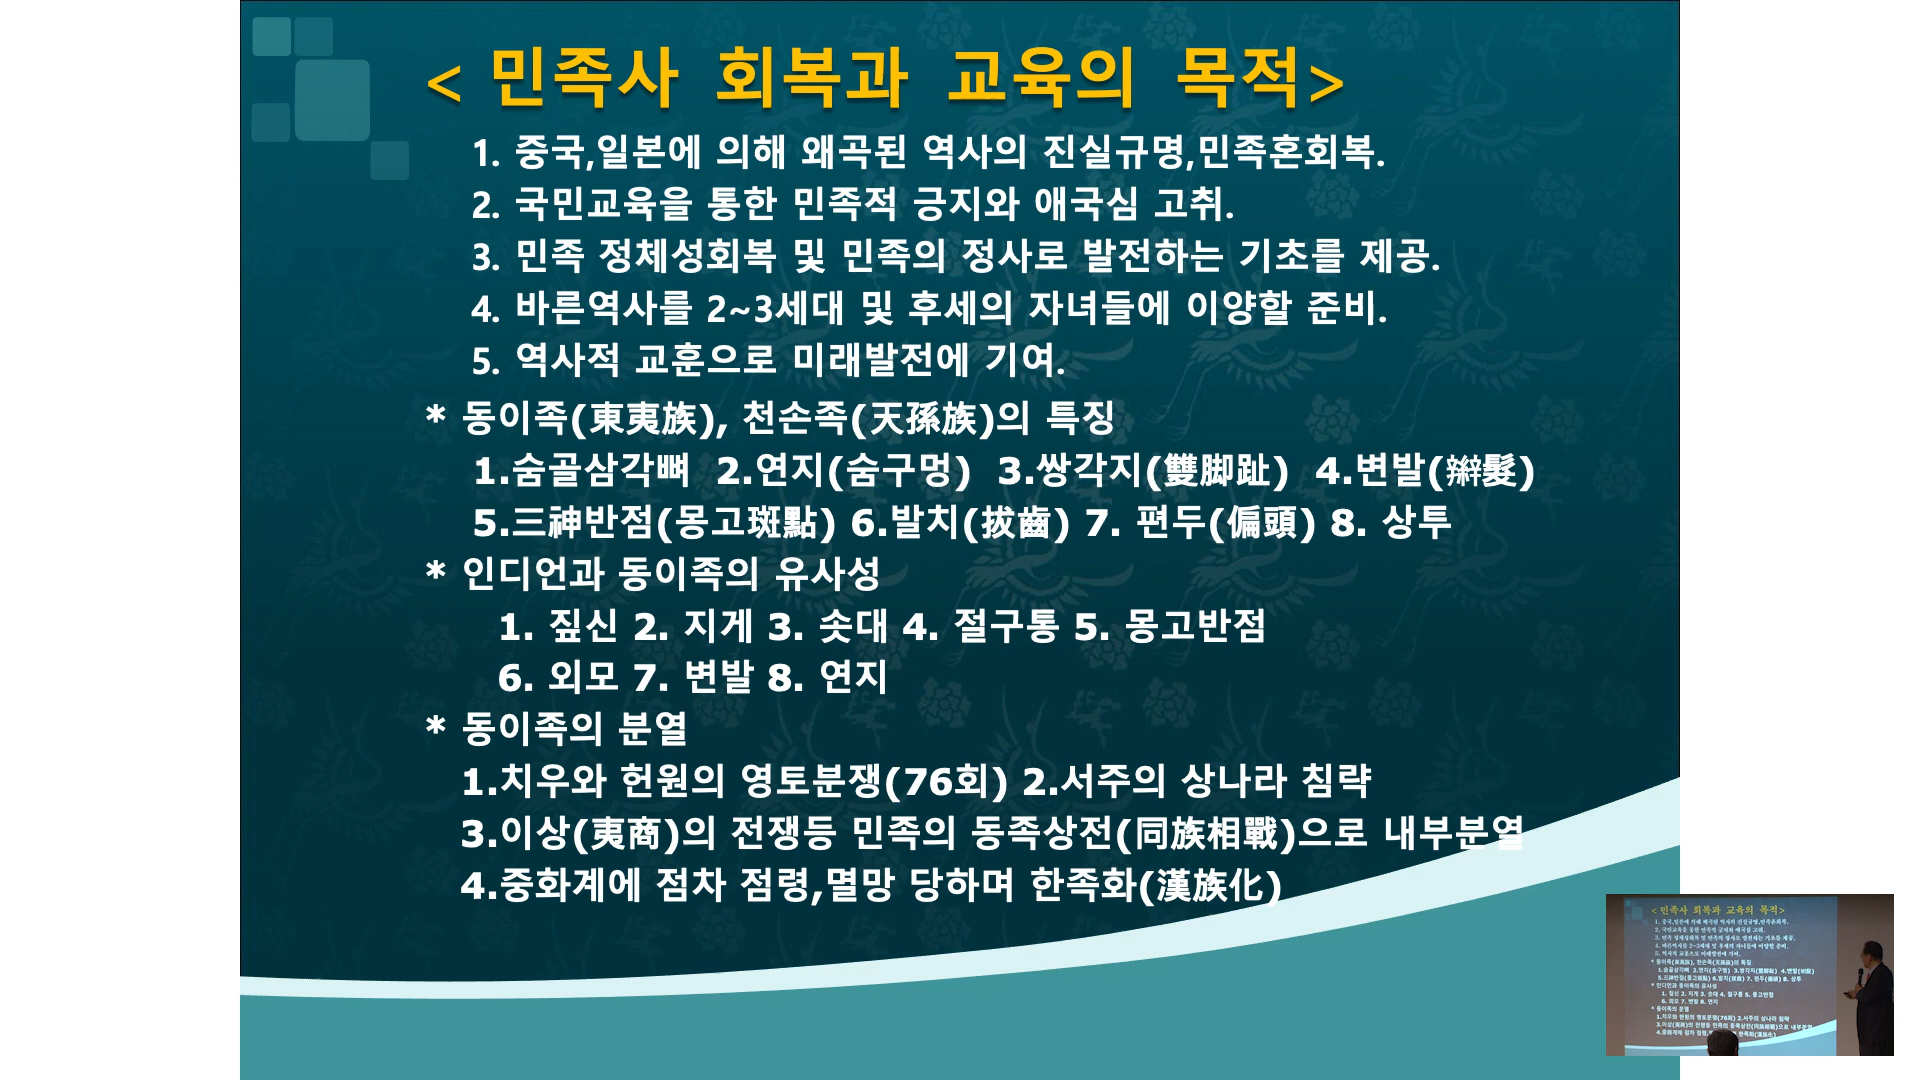 < 민족사 회복과 교육의 목적>
1. 중국,일본에 의해 왜곡된 역사의 진실규명,민족혼회복.
2. 국민교육을 통한 민족적 긍지와 애국심 고취.
3. 민족 정체성회복 및 민족의 정사로 발전하는 기초를 제공.
4. 바른역사를 2~3세대 및 후세의 자녀들에 이양할 준비.
5. 역사적 교훈으로 미래발전에 기여.
* 동이족(東夷族), 천손족(天孫族)의 특징
1.숨골삼각뼈 2.연지(숨구멍) 3.쌍각지(雙脚趾) 4.변발(辮髮)
5.三神반점(몽고斑點) 6.발치(拔齒) 7. 편두(偏頭) 8. 상투
* 인디언과 동이족의 유사성
1. 짚신 2. 지게 3. 솟대 4. 절구통 5. 몽고반점
6. 외모 7. 변발 8. 연지
* 동이족의 분열
1.치우와 헌원의 영토분쟁(76회) 2.서주의 상나라 침략
3.이상(夷商)의 전쟁등 민족의 동족상전(同族相戰)으로 내부분열
4.중화계에 점차 점령,멸망 당하며 한족화(漢族化)